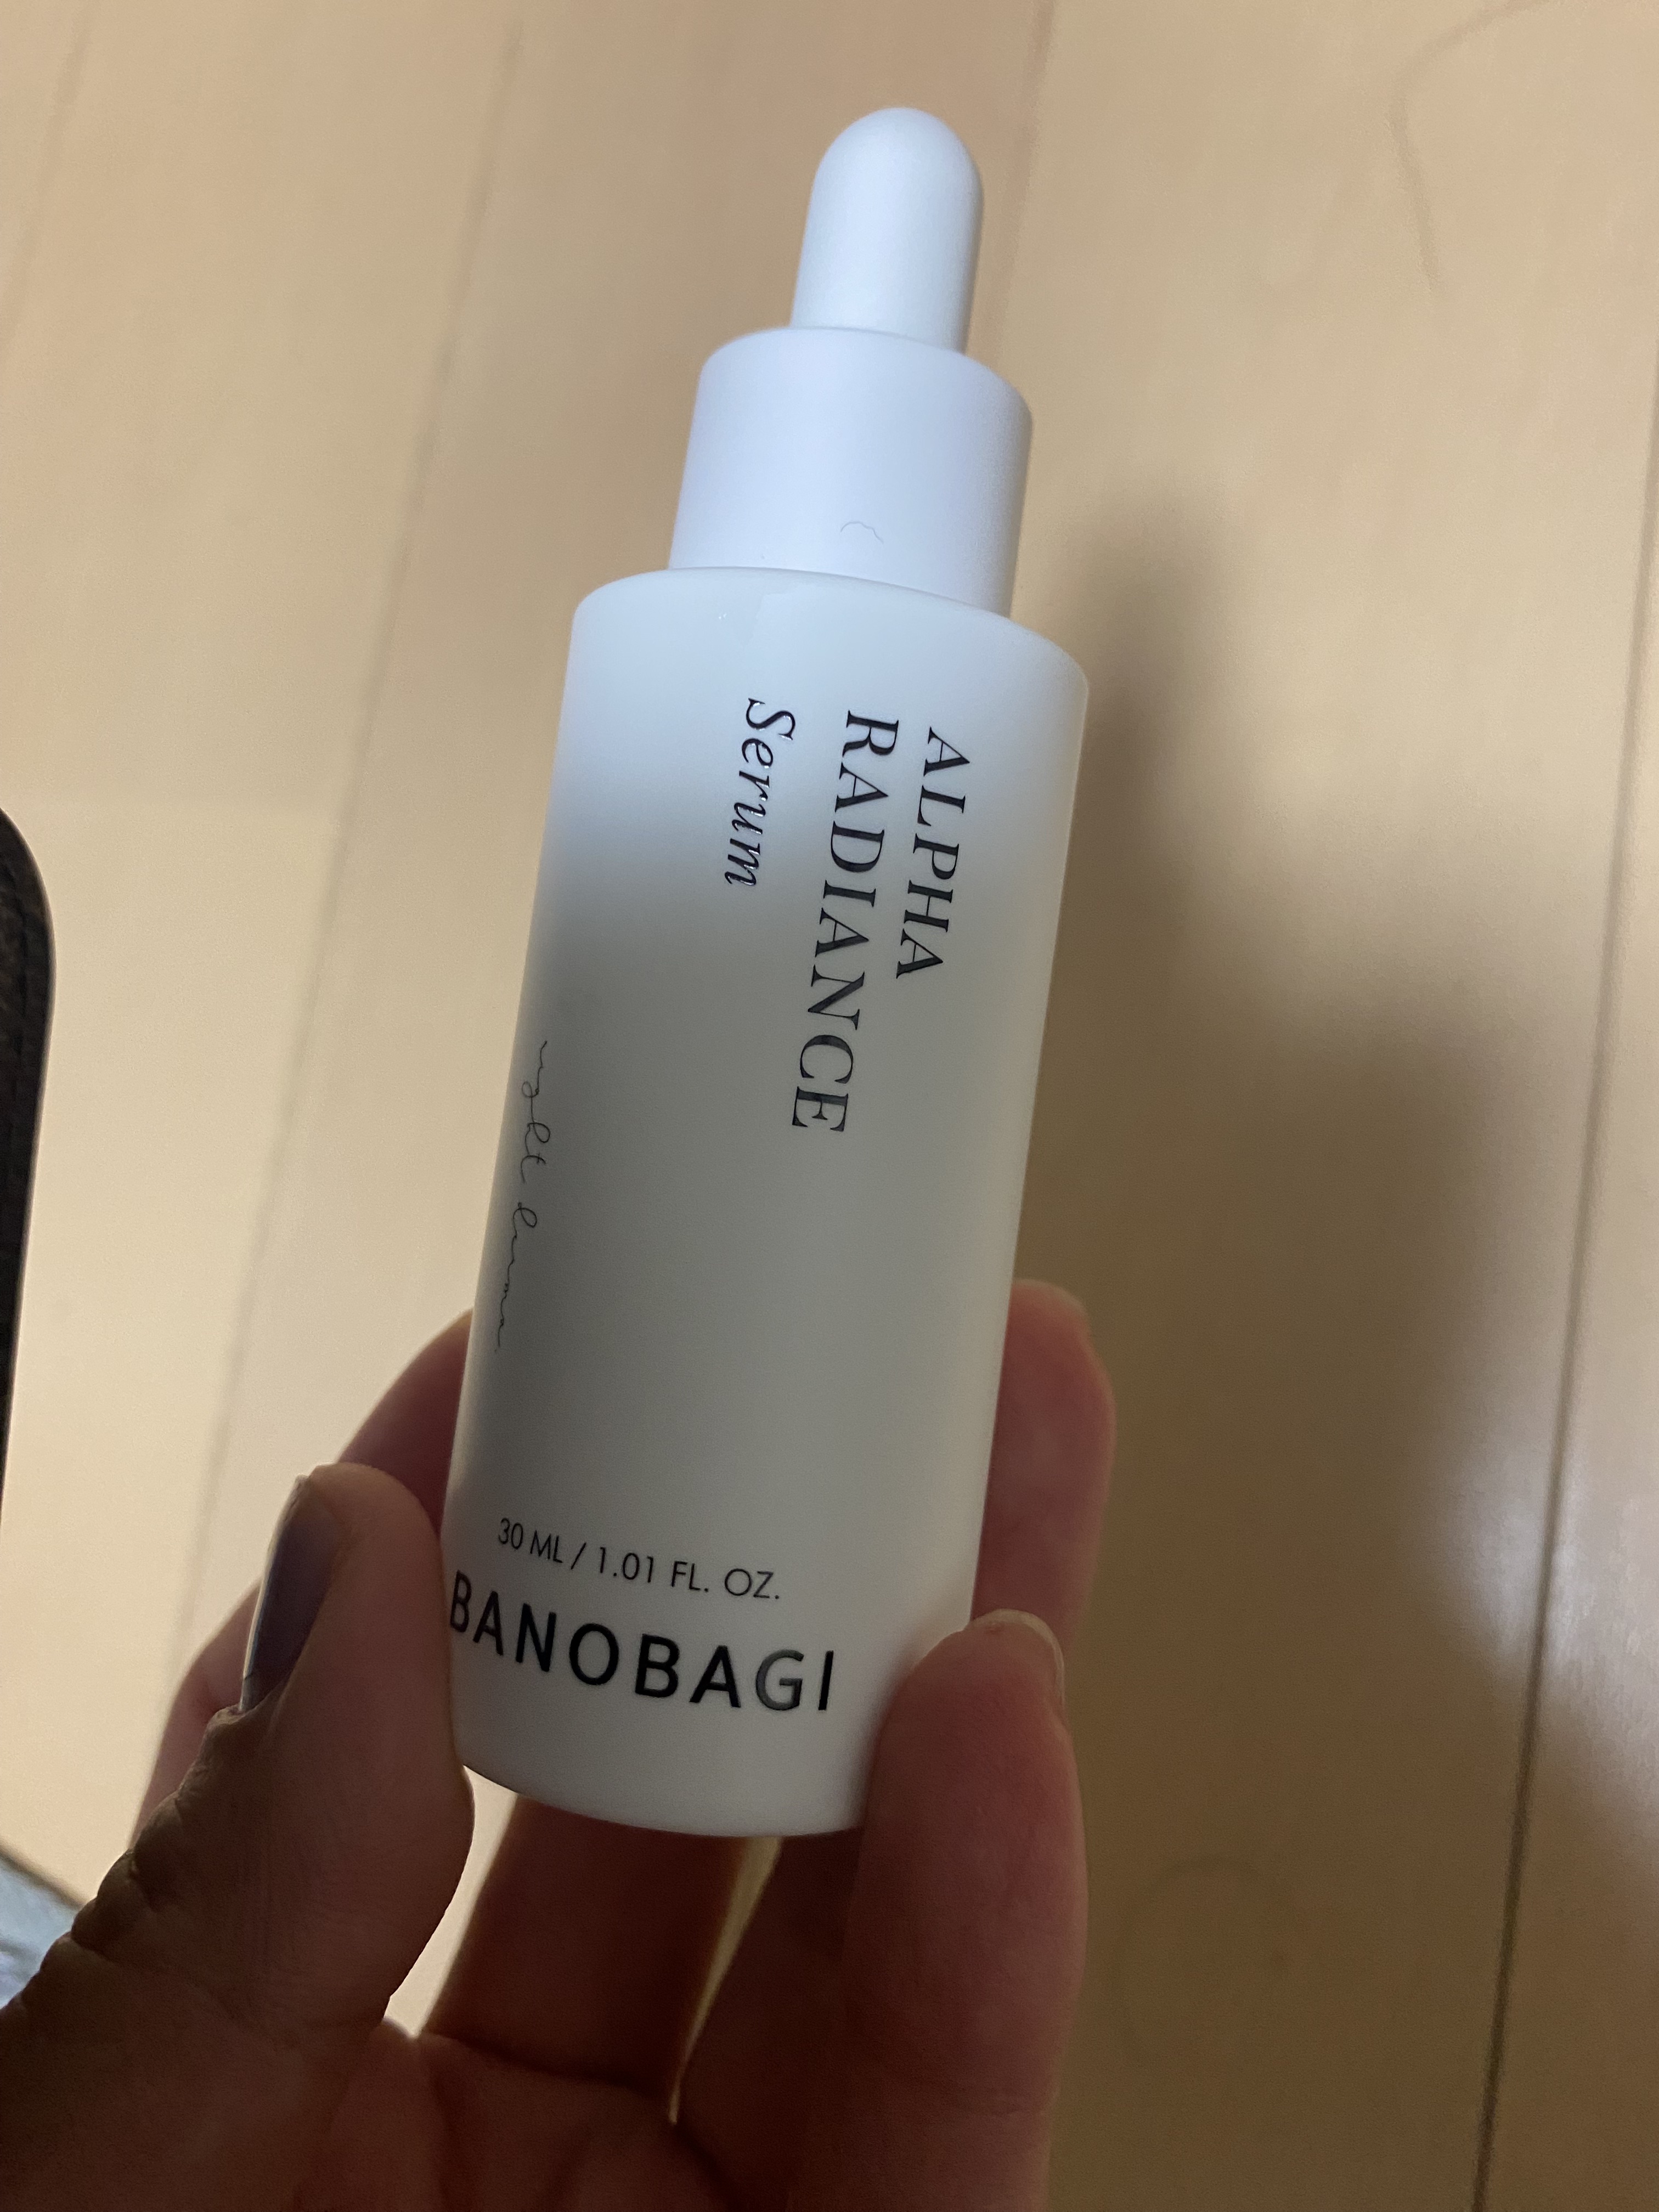 ALPHA
RADIANCE
Serum
30 ML / 1.01 FL. OZ.
BANOBAGI